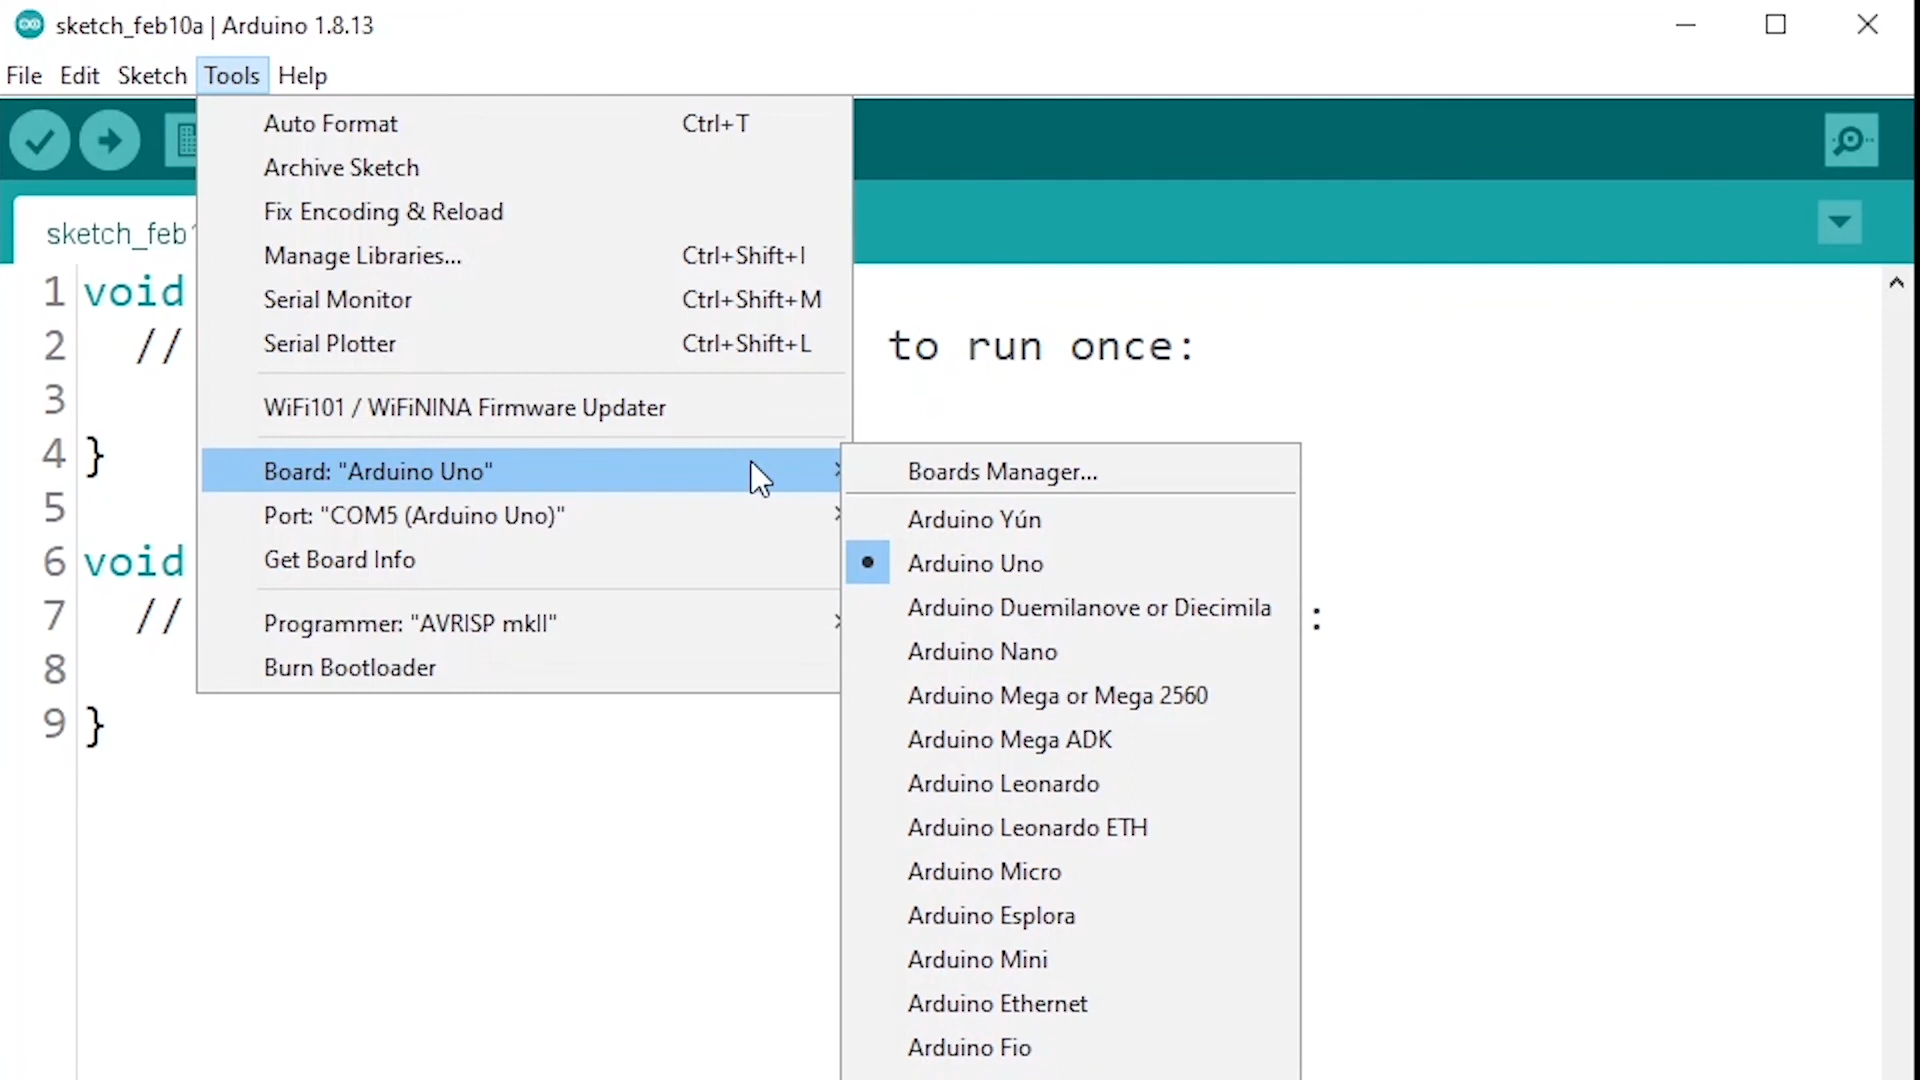 sketch_feb10a | Arduino 1.8.13
File Edit Sketch Tools Help
Auto Format Ctrl+T
Archive Sketch
Fix Encoding & Reload
Manage Libraries... Ctrl+Shift+I
Serial Monitor Ctrl+Shift+M
Serial Plotter Ctrl+Shift+L
WiFi101 / WiFiNINA Firmware Updater
Board: "Arduino Uno"
Port: "COM5 (Arduino Uno)"
Get Board Info
Programmer: "AVRISP mkII"
Burn Bootloader
Boards Manager...
Arduino Yún
Arduino Uno
Arduino Duemilanove or Diecimila
Arduino Nano
Arduino Mega or Mega 2560
Arduino Mega ADK
Arduino Leonardo
Arduino Leonardo ETH
Arduino Micro
Arduino Esplora
Arduino Mini
Arduino Ethernet
Arduino Fio
sketch_feb1
1 void
2 // to run once:
3
4 }
5
6 void
7 // :
8
9 }